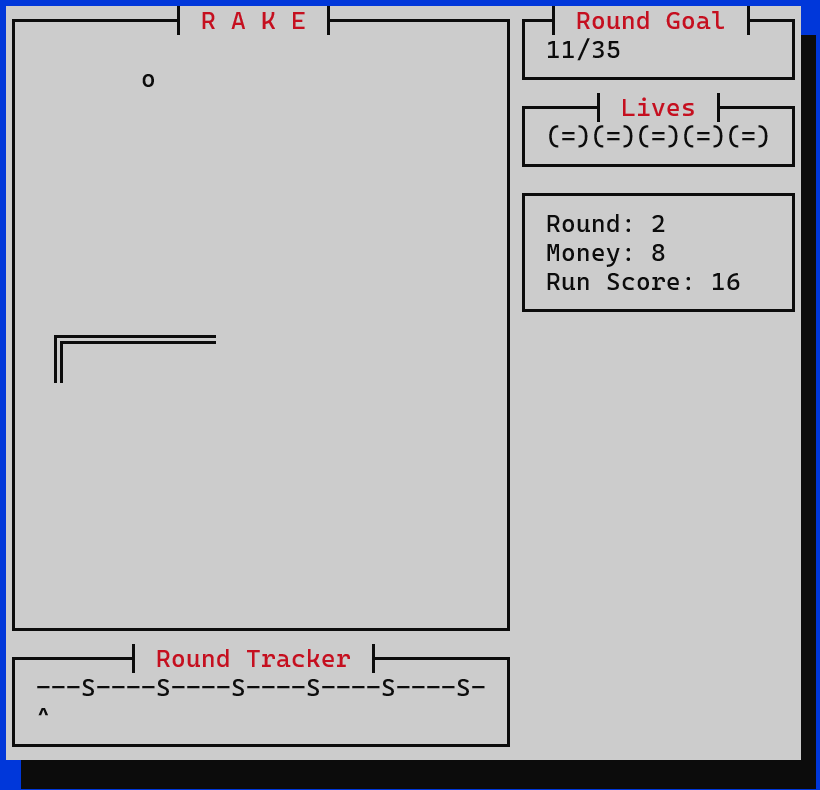 R A K E
o
Round Goal
11/35
Lives
(=)(=)(=)(=)(=)
Round: 2
Money: 8
Run Score: 16
Round Tracker
---S----S----S----S----S----S-
^